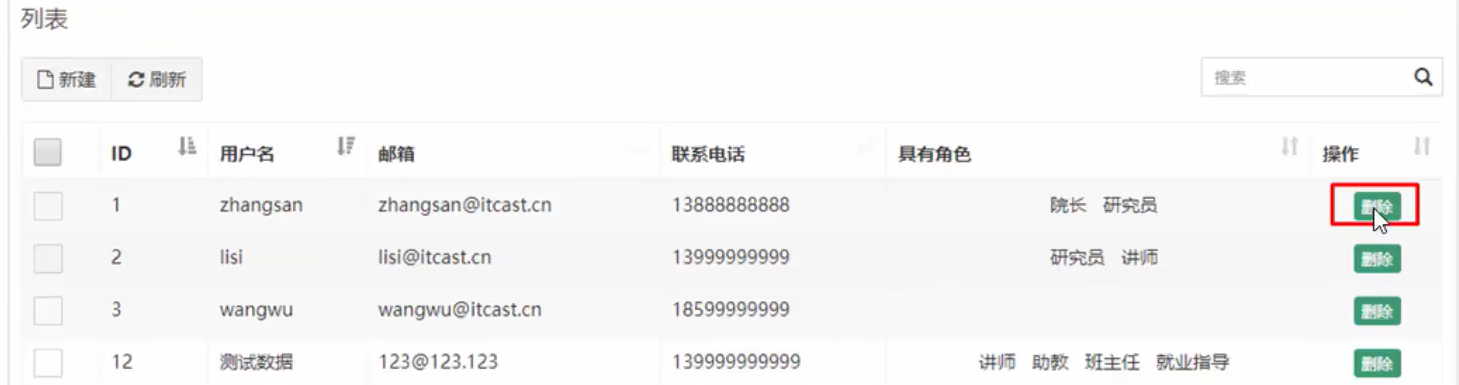 列表
新建 刷新 搜索
ID 用户名 邮箱 联系电话 具有角色 操作
1 zhangsan zhangsan@itcast.cn 13888888888 院长 研究员 删除
2 lisi lisi@itcast.cn 13999999999 研究员 讲师 删除
3 wangwu wangwu@itcast.cn 18599999999 删除
12 测试数据 123@123.123 139999999999 讲师 助教 班主任 就业指导 删除